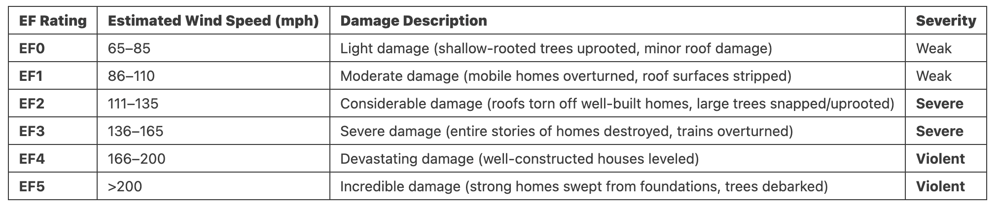 EF Rating Estimated Wind Speed (mph) Damage Description Severity
EF0 65–85 Light damage (shallow-rooted trees uprooted, minor roof damage) Weak
EF1 86–110 Moderate damage (mobile homes overturned, roof surfaces stripped) Weak
EF2 111–135 Considerable damage (roofs torn off well-built homes, large trees snapped/uprooted) Severe
EF3 136–165 Severe damage (entire stories of homes destroyed, trains overturned) Severe
EF4 166–200 Devastating damage (well-constructed houses leveled) Violent
EF5 >200 Incredible damage (strong homes swept from foundations, trees debarked) Violent